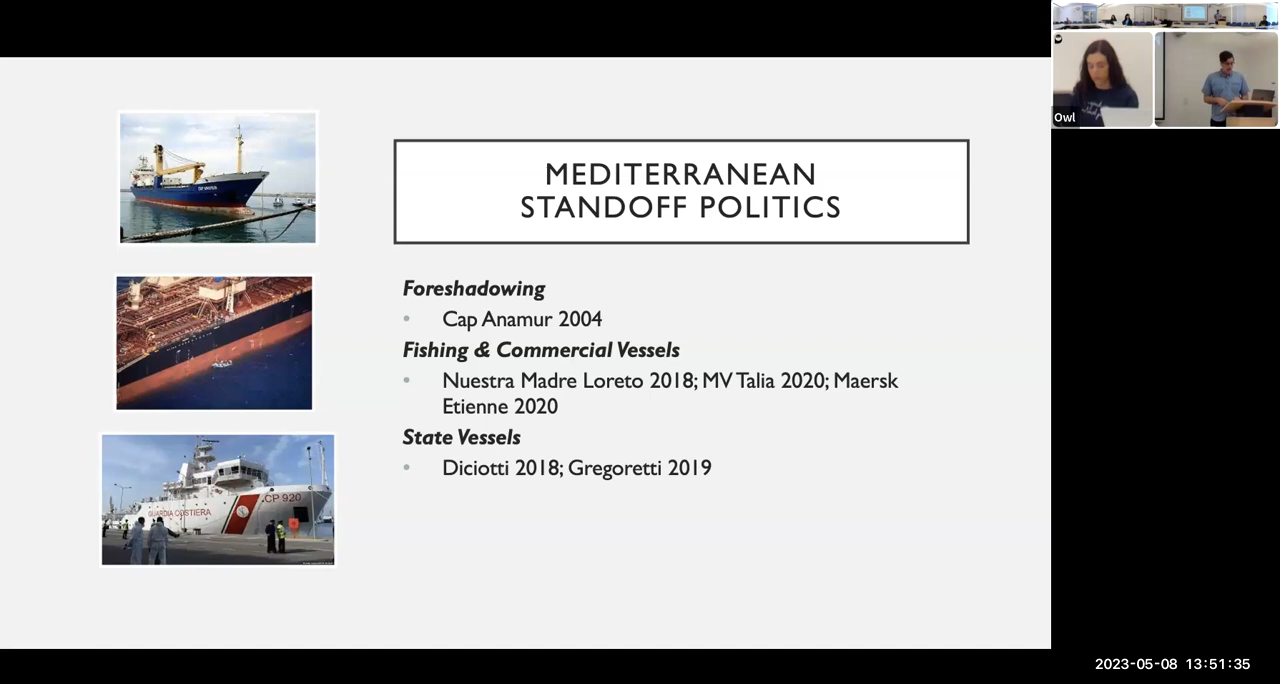 MEDITERRANEAN
STANDOFF POLITICS
Foreshadowing
• Cap Anamur 2004
Fishing & Commercial Vessels
• Nuestra Madre Loreto 2018; MV Talia 2020; Maersk
Etienne 2020
State Vessels
• Diciotti 2018; Gregoretti 2019
CP 920
GUARDIA COSTIERA
Owl
2023-05-08 13:51:35